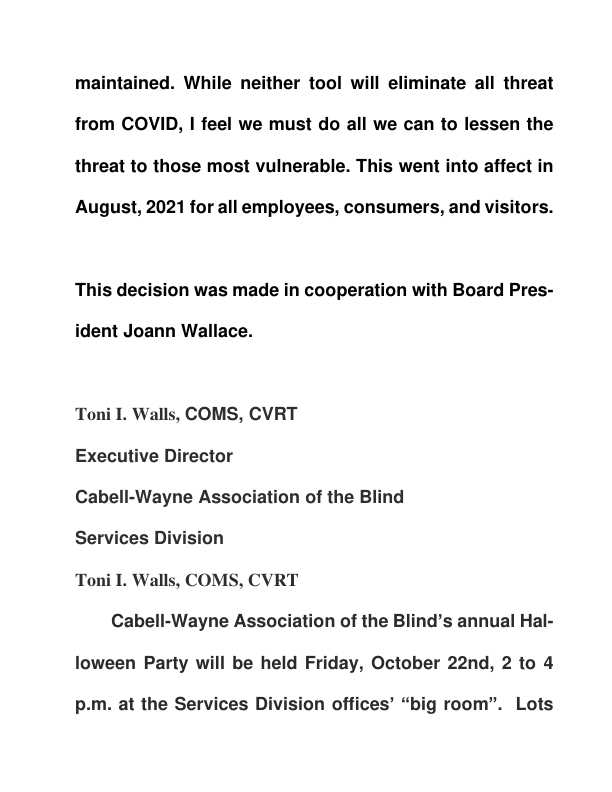 maintained. While neither tool will eliminate all threat
from COVID, I feel we must do all we can to lessen the
threat to those most vulnerable. This went into affect in
August, 2021 for all employees, consumers, and visitors.
This decision was made in cooperation with Board Pres-
ident Joann Wallace.
Toni I. Walls, COMS, CVRT
Executive Director
Cabell-Wayne Association of the Blind
Services Division
Toni I. Walls, COMS, CVRT
Cabell-Wayne Association of the Blind’s annual Hal-
loween Party will be held Friday, October 22nd, 2 to 4
p.m. at the Services Division offices’ “big room”.  Lots